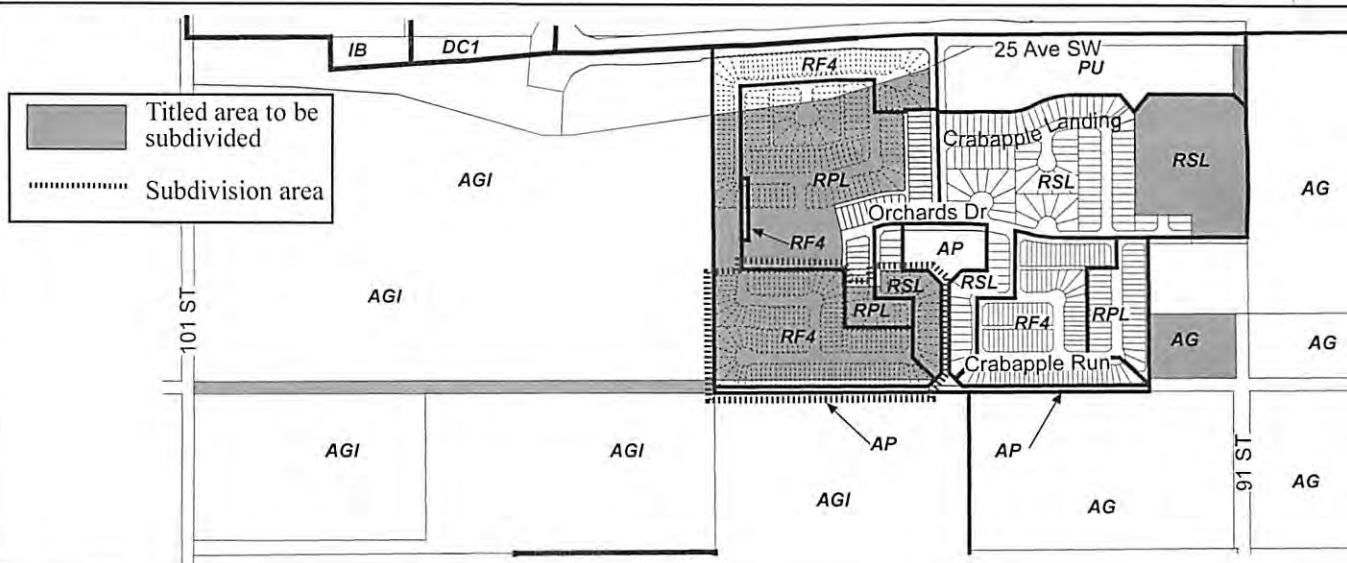 IB
DC1
RF4
25 Ave SW
PU
Titled area to be
subdivided
Subdivision area
AGI
RPL
Crabapple Landing
RSL
RSL
AG
Orchards Dr
RF4
AP
AGI
101 ST
RSL
RSL
RPL
RF4
RF4
RPL
AG
AG
Crabapple Run
AGI
AGI
AP
AP
AGI
AG
91 ST
AG